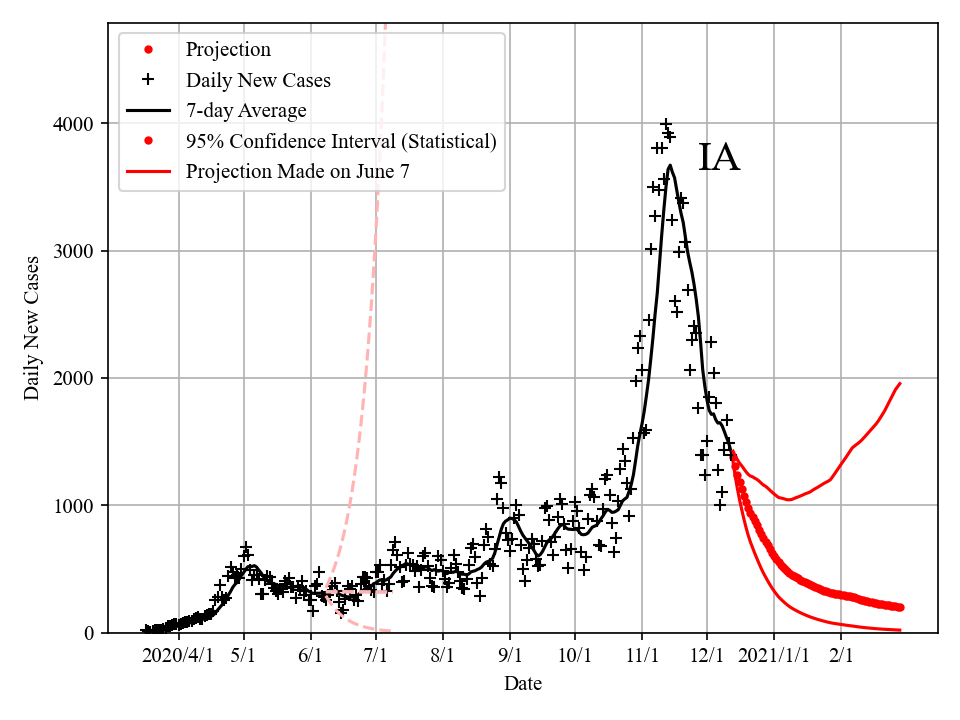 Projection
Daily New Cases
7-day Average
95% Confidence Interval (Statistical)
Projection Made on June 7
IA
4000
3000
2000
1000
0
Daily New Cases
2020/4/1 5/1 6/1 7/1 8/1 9/1 10/1 11/1 12/1 2021/1/1 2/1
Date